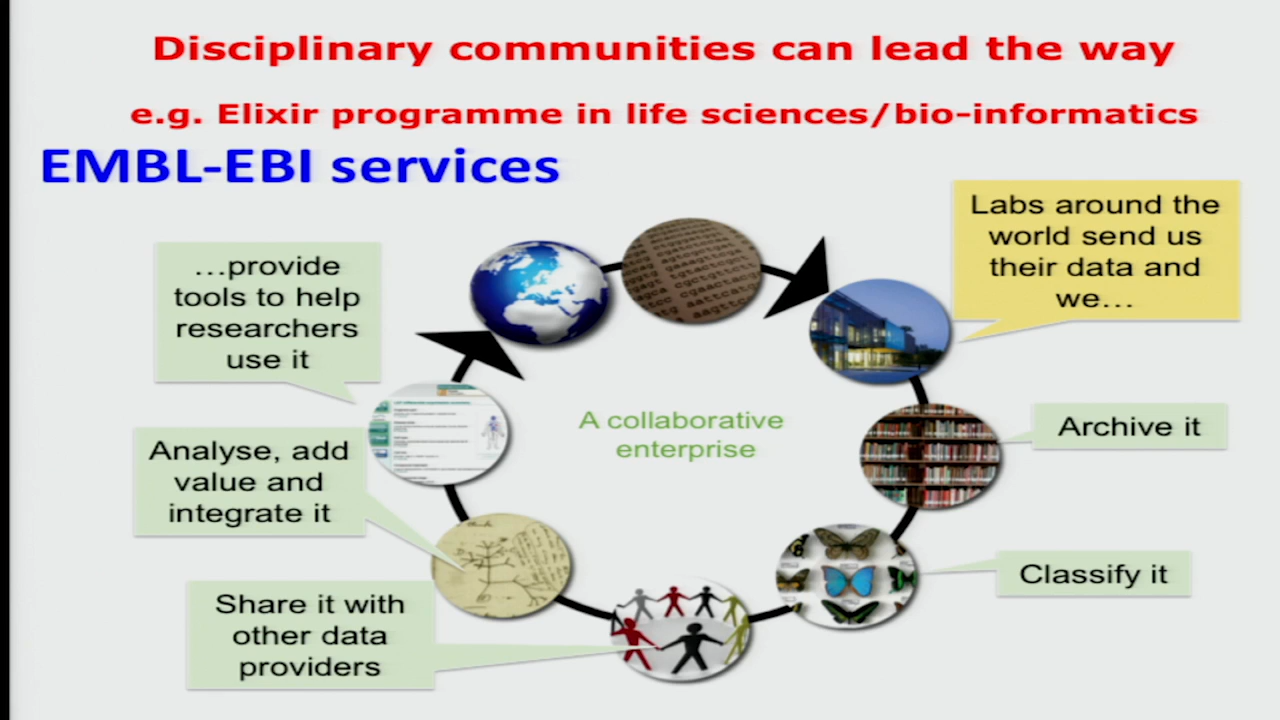 Disciplinary communities can lead the way
e.g. Elixir programme in life sciences/bio-informatics
EMBL-EBI services
Labs around the
world send us
their data and
we...
Archive it
Classify it
Share it with
other data
providers
Analyse, add
value and
integrate it
...provide
tools to help
researchers
use it
A collaborative
enterprise